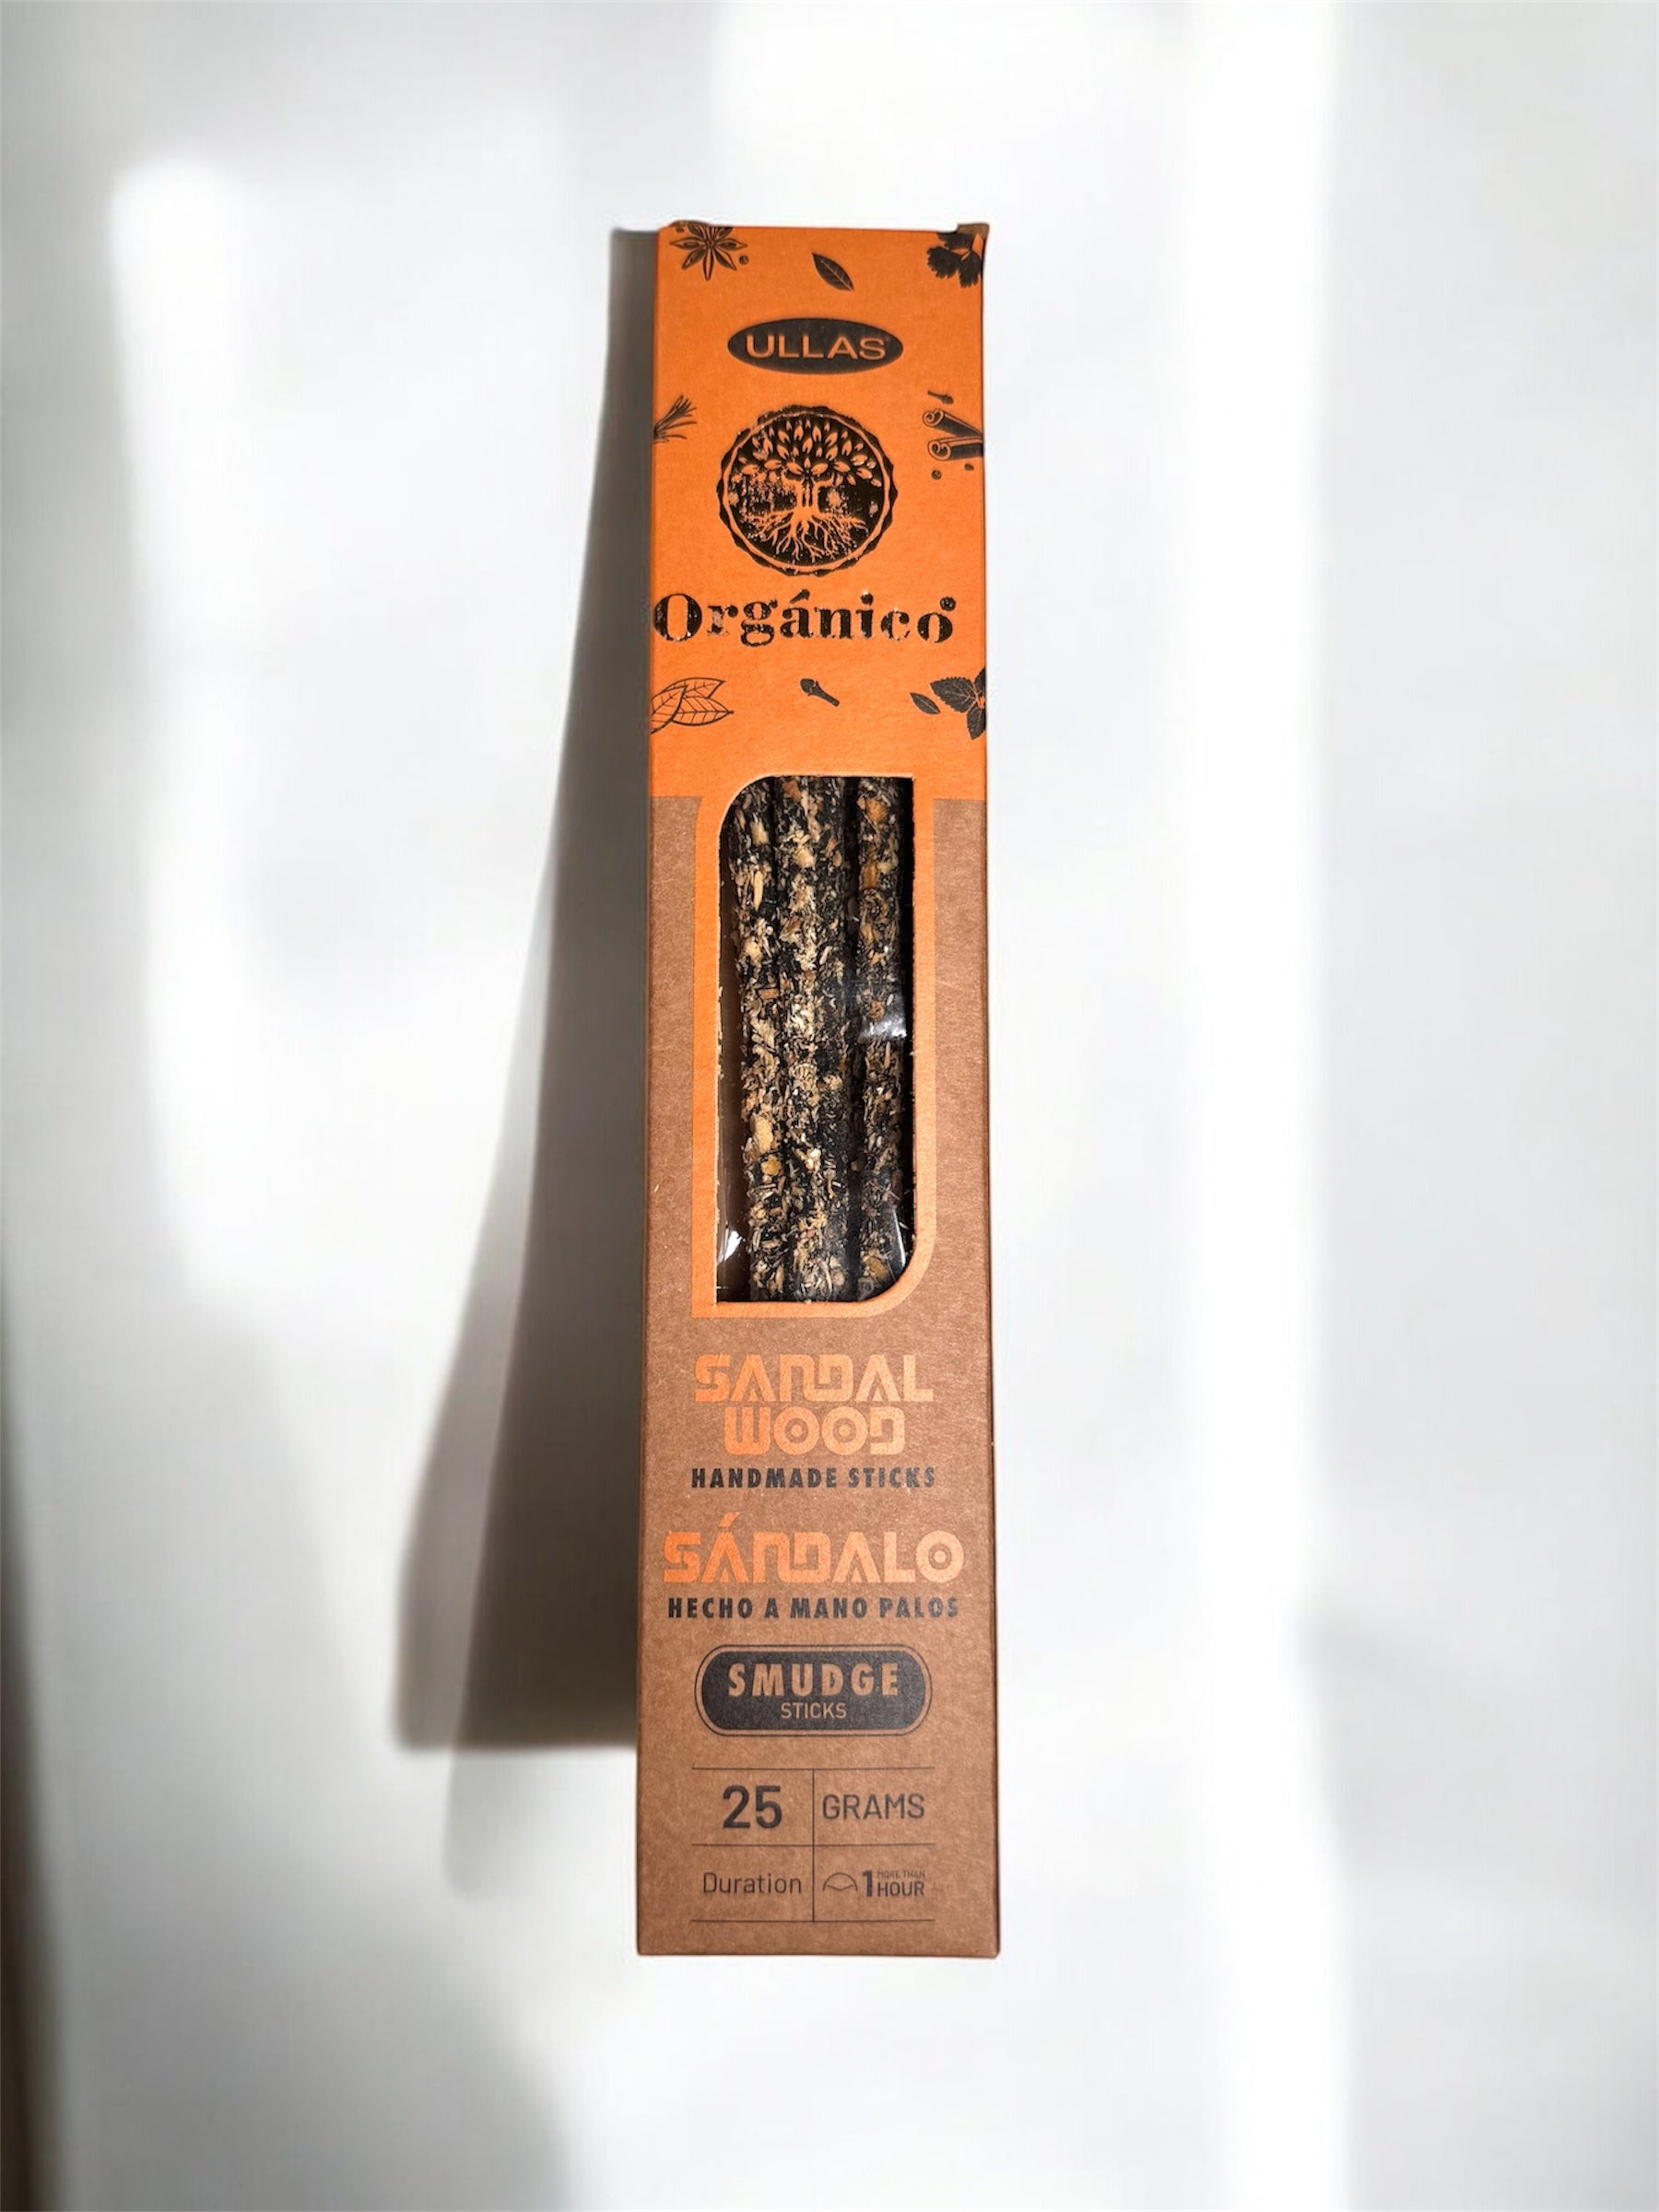 ULLAS
Orgánico
SANDAL
WOOD
HANDMADE STICKS
SÁNDALO
HECHO A MANO PALOS
SMUDGE
STICKS
25 GRAMS
Duration 1 MORE THAN HOUR